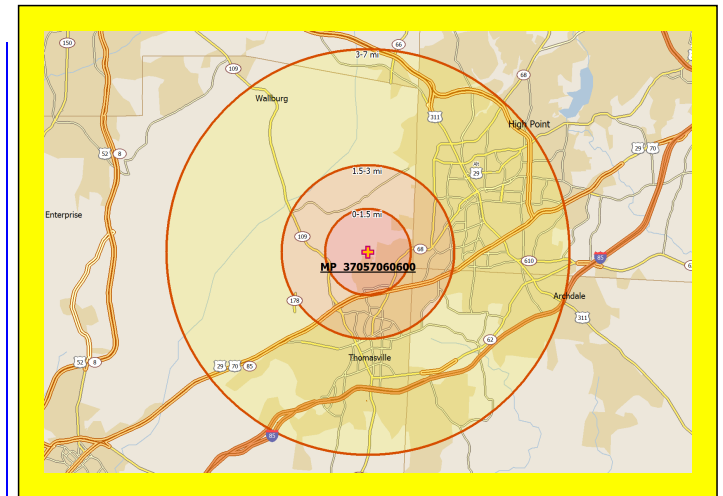 150
66
3-7 mi
109
68
Wallburg
311
High Point
52 8
29 70
29
1.5-3 mi
0-1.5 mi
Enterprise
109
68
MP_37057060600
610
85
178
Archdale
311
62
Thomasville
52 8
29 70 85
85